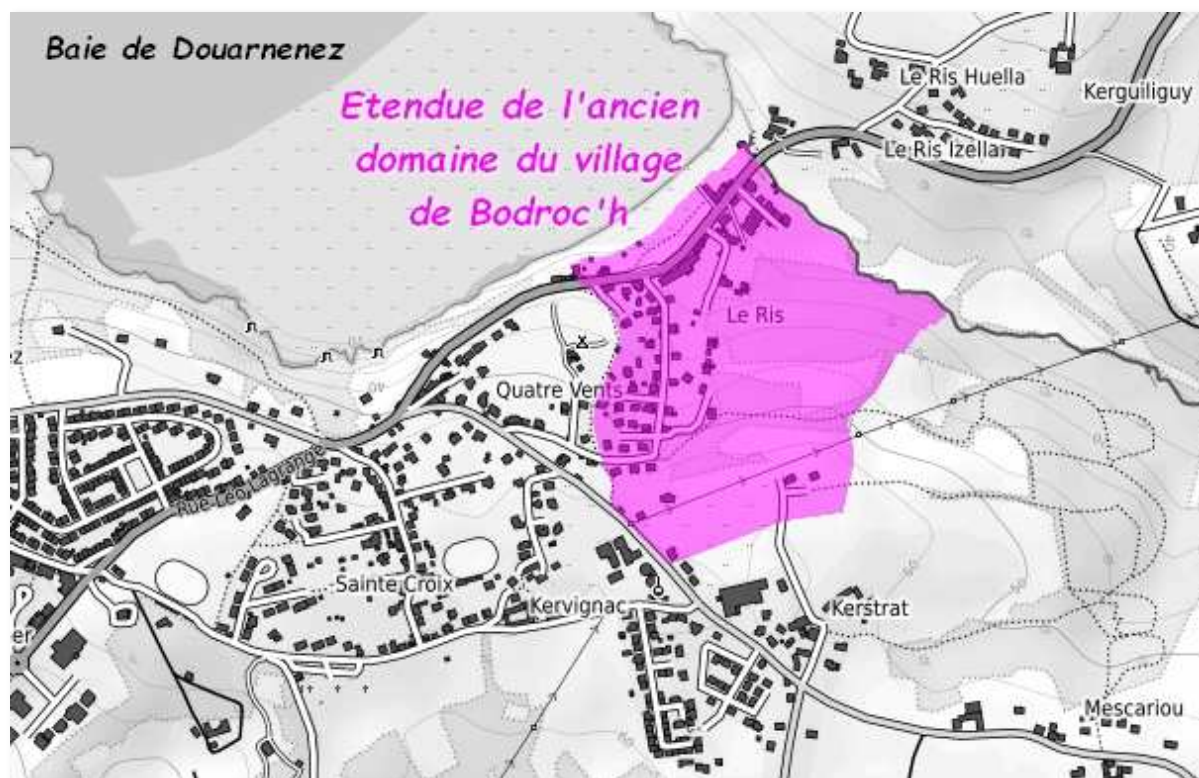 Baie de Douarnenez
Etendue de l'ancien
domaine du village
de Bodroc'h
Le Ris Huella
Kerguiliguy
Le Ris Izella
Le Ris
Quatre Vents
Rue Léo Lagrange
Sainte Croix
Kervignac
Kerstrat
Mescariou